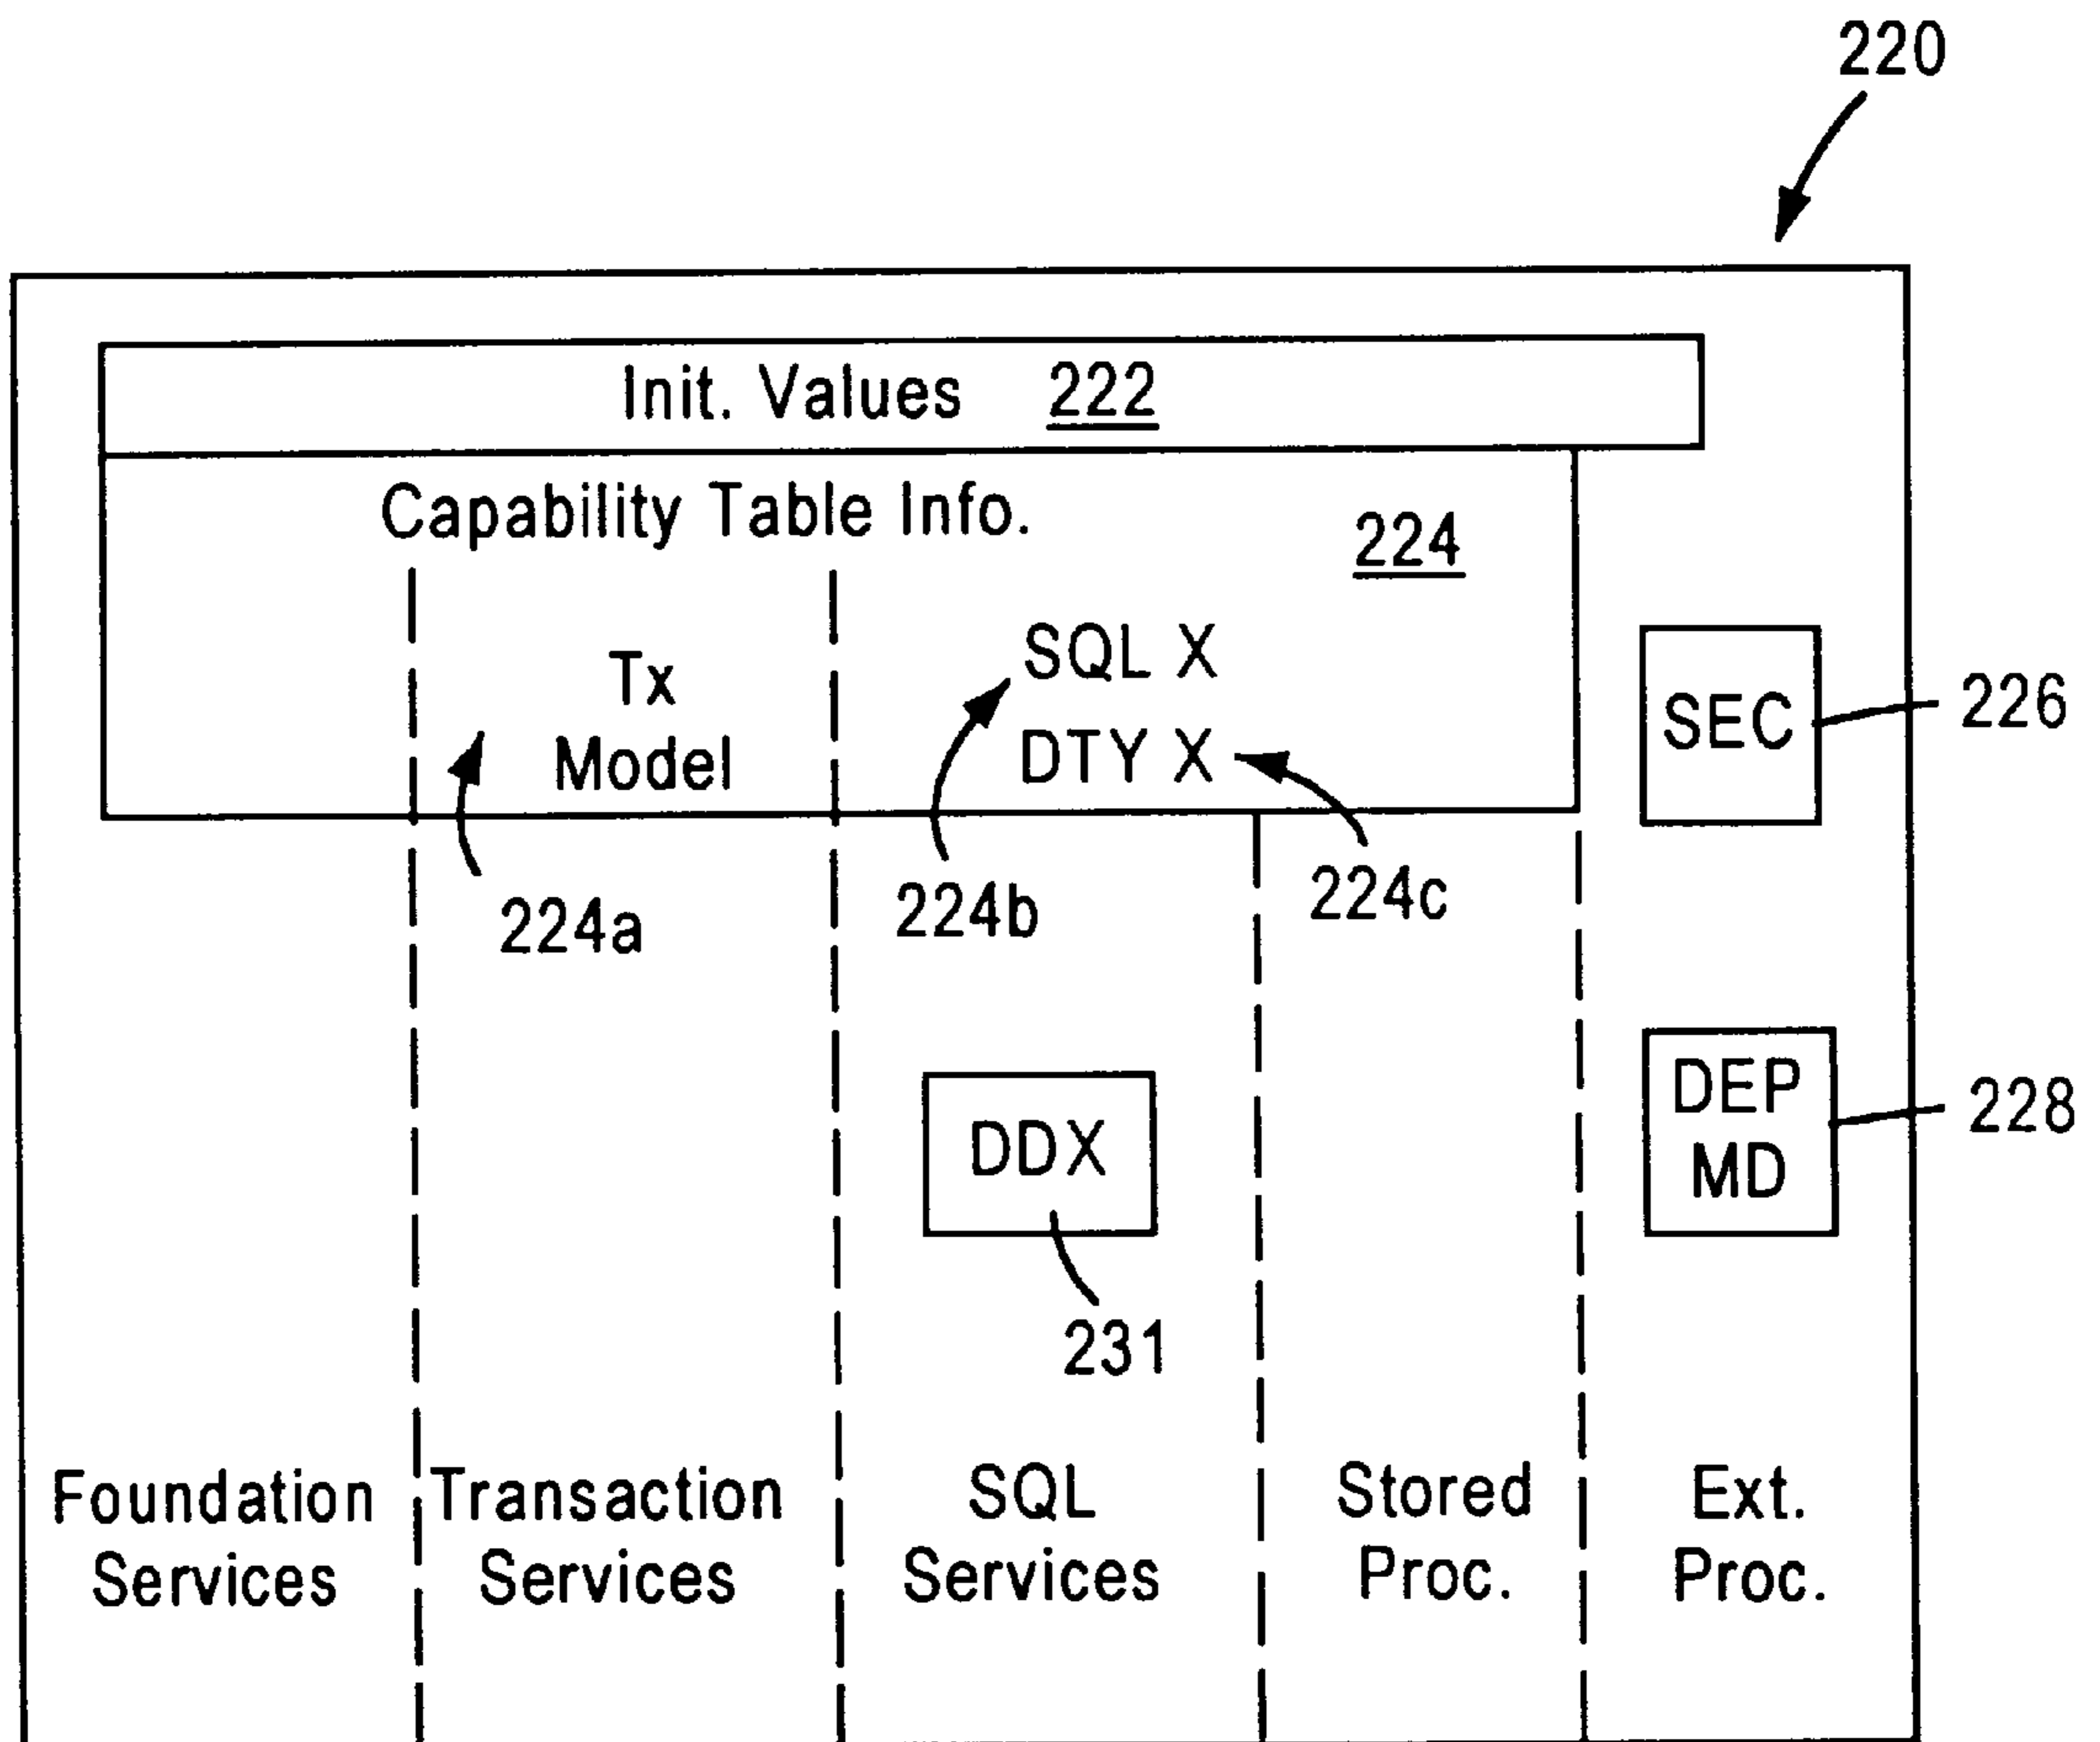 220
Init. Values 222
Capability Table Info.
224
Tx
Model
SQL X
DTY X
SEC
226
224a
224b
224c
DDX
231
DEP
MD
228
Foundation
Services
Transaction
Services
SQL
Services
Stored
Proc.
Ext.
Proc.